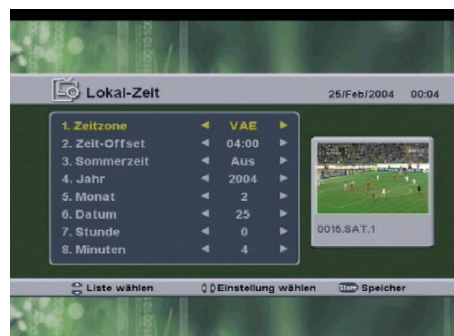 Lokal-Zeit
25/Feb/2004 00:04
1. Zeitzone VAE
2. Zeit-Offset 04:00
3. Sommerzeit Aus
4. Jahr 2004
5. Monat 2
6. Datum 25
7. Stunde 0
8. Minuten 4
0016.SAT.1
Liste wählen Einstellung wählen Store Speicher